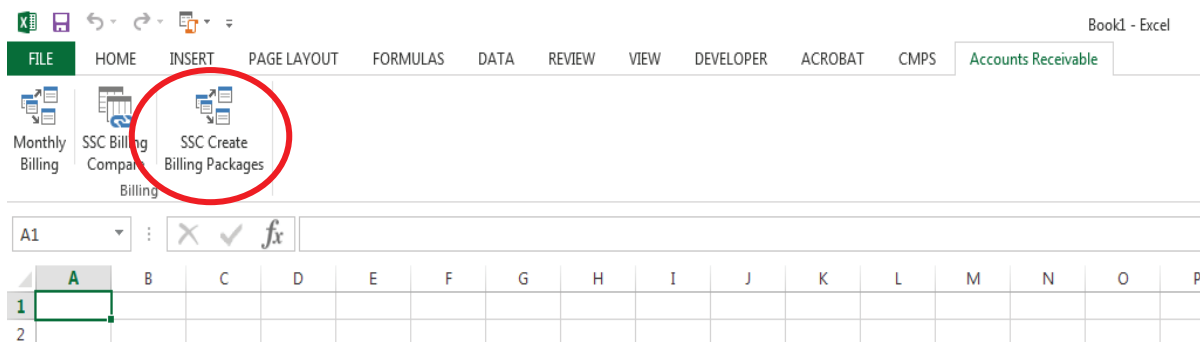 Book1 - Excel
FILE HOME INSERT PAGE LAYOUT FORMULAS DATA REVIEW VIEW DEVELOPER ACROBAT CMPS Accounts Receivable
Monthly SSC Billing SSC Create
Billing Compare Billing Packages
Billing
A1 fx
A B C D E F G H I J K L M N O P
1
2